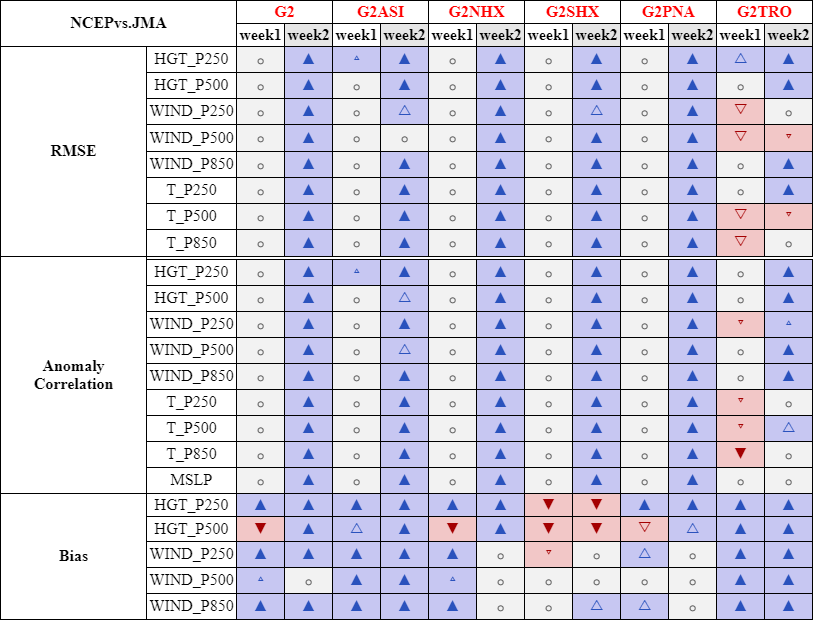 NCEPvs.JMA G2 G2ASI G2NHX G2SHX G2PNA G2TRO
week1 week2 week1 week2 week1 week2 week1 week2 week1 week2 week1 week2
RMSE
HGT_P250 ○ ▲ ▵ ▲ ○ ▲ ○ ▲ ○ ▲ △ ▲
HGT_P500 ○ ▲ ○ ▲ ○ ▲ ○ ▲ ○ ▲ ○ ▲
WIND_P250 ○ ▲ ○ △ ○ ▲ ○ △ ○ ▲ ▽ ○
WIND_P500 ○ ▲ ○ ○ ○ ▲ ○ ▲ ○ ▲ ▽ ▿
WIND_P850 ○ ▲ ○ ▲ ○ ▲ ○ ▲ ○ ▲ ○ ▲
T_P250 ○ ▲ ○ ▲ ○ ▲ ○ ▲ ○ ▲ ○ ▲
T_P500 ○ ▲ ○ ▲ ○ ▲ ○ ▲ ○ ▲ ▽ ▿
T_P850 ○ ▲ ○ ▲ ○ ▲ ○ ▲ ○ ▲ ▽ ○
Anomaly
Correlation
HGT_P250 ○ ▲ ▵ ▲ ○ ▲ ○ ▲ ○ ▲ ○ ▲
HGT_P500 ○ ▲ ○ △ ○ ▲ ○ ▲ ○ ▲ ○ ▲
WIND_P250 ○ ▲ ○ ▲ ○ ▲ ○ ▲ ○ ▲ ▿ ▵
WIND_P500 ○ ▲ ○ △ ○ ▲ ○ ▲ ○ ▲ ○ ▲
WIND_P850 ○ ▲ ○ ▲ ○ ▲ ○ ▲ ○ ▲ ○ ▲
T_P250 ○ ▲ ○ ▲ ○ ▲ ○ ▲ ○ ▲ ▿ ○
T_P500 ○ ▲ ○ ▲ ○ ▲ ○ ▲ ○ ▲ ▿ △
T_P850 ○ ▲ ○ ▲ ○ ▲ ○ ▲ ○ ▲ ▼ ○
MSLP ○ ▲ ○ ▲ ○ ▲ ○ ▲ ○ ▲ ○ ○
Bias
HGT_P250 ▲ ▲ ▲ ▲ ▲ ▲ ▼ ▼ ▲ ▲ ▲ ▲
HGT_P500 ▼ ▲ △ ▲ ▼ ▲ ▼ ▼ ▽ △ ▲ ▲
WIND_P250 ▲ ▲ ▲ ▲ ▲ ○ ▿ ○ △ ○ ▲ ▲
WIND_P500 ▵ ○ ▲ ▲ ▵ ○ ○ ○ ○ ○ ▲ ▲
WIND_P850 ▲ ▲ ▲ ▲ ▲ ○ ○ △ △ ○ ▲ ▲